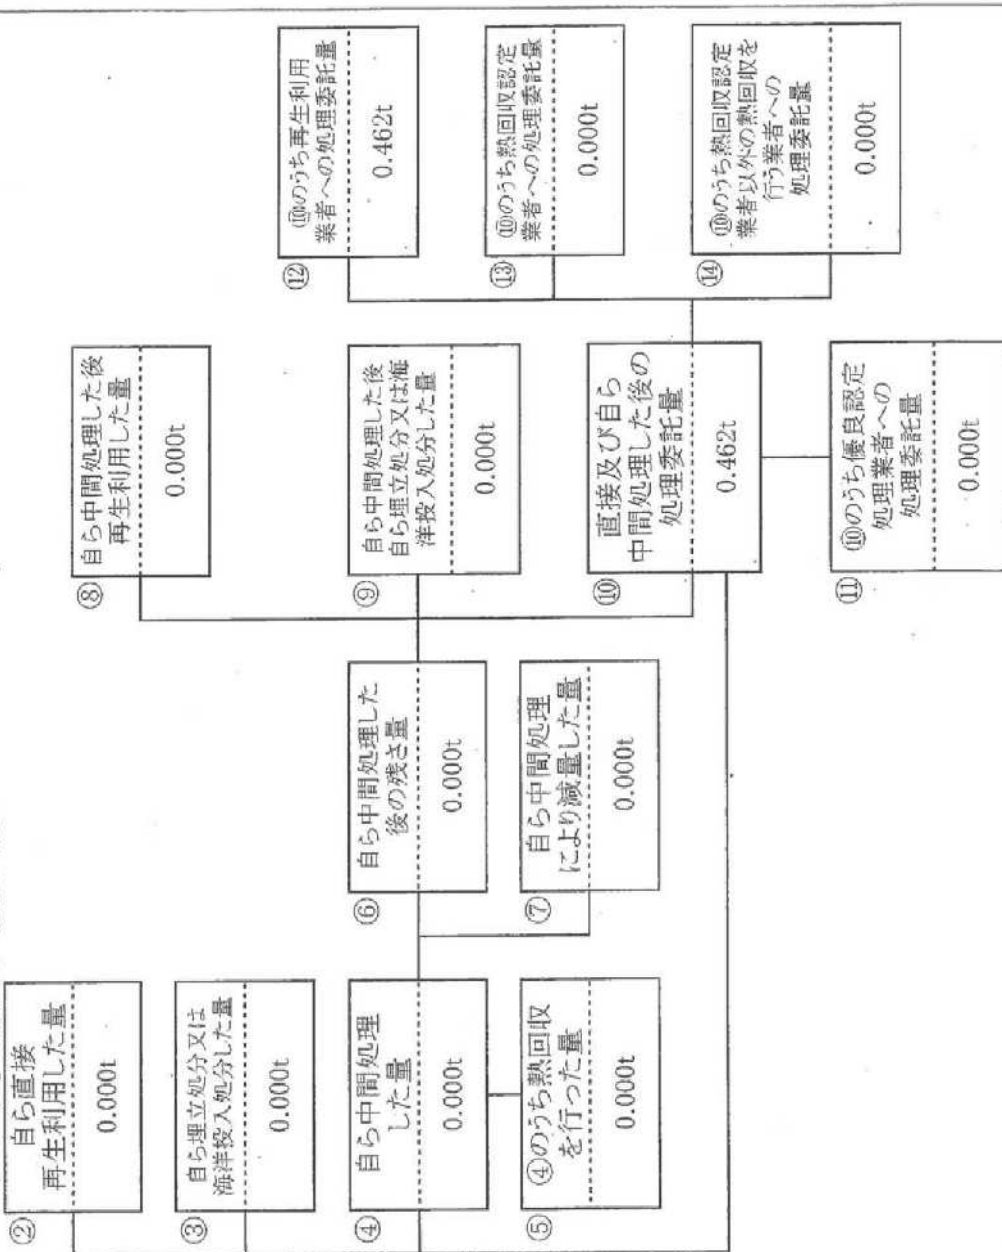 ②
自ら直接
再生利用した量
0.000t
③
自ら埋立処分又は
海洋投入処分した量
0.000t
④
自ら中間処理
した量
0.000t
⑤
④のうち熱回収
を行った量
0.000t
⑥
自ら中間処理した
後の残さ量
0.000t
⑦
自ら中間処理
により減量した量
0.000t
⑧
自ら中間処理した後
再生利用した量
0.000t
⑨
自ら中間処理した後
自ら埋立処分又は海
洋投入処分した量
0.000t
⑩
直接及び自ら
中間処理した後の
処理委託量
0.462t
⑪
⑩のうち優良認定
処理業者への
処理委託量
0.000t
⑫
⑩のうち再生利用
業者への処理委託量
0.462t
⑬
⑩のうち熱回収認定
業者への処理委託量
0.000t
⑭
⑩のうち熱回収認定
業者以外の熱回収を
行う業者への
処理委託量
0.000t